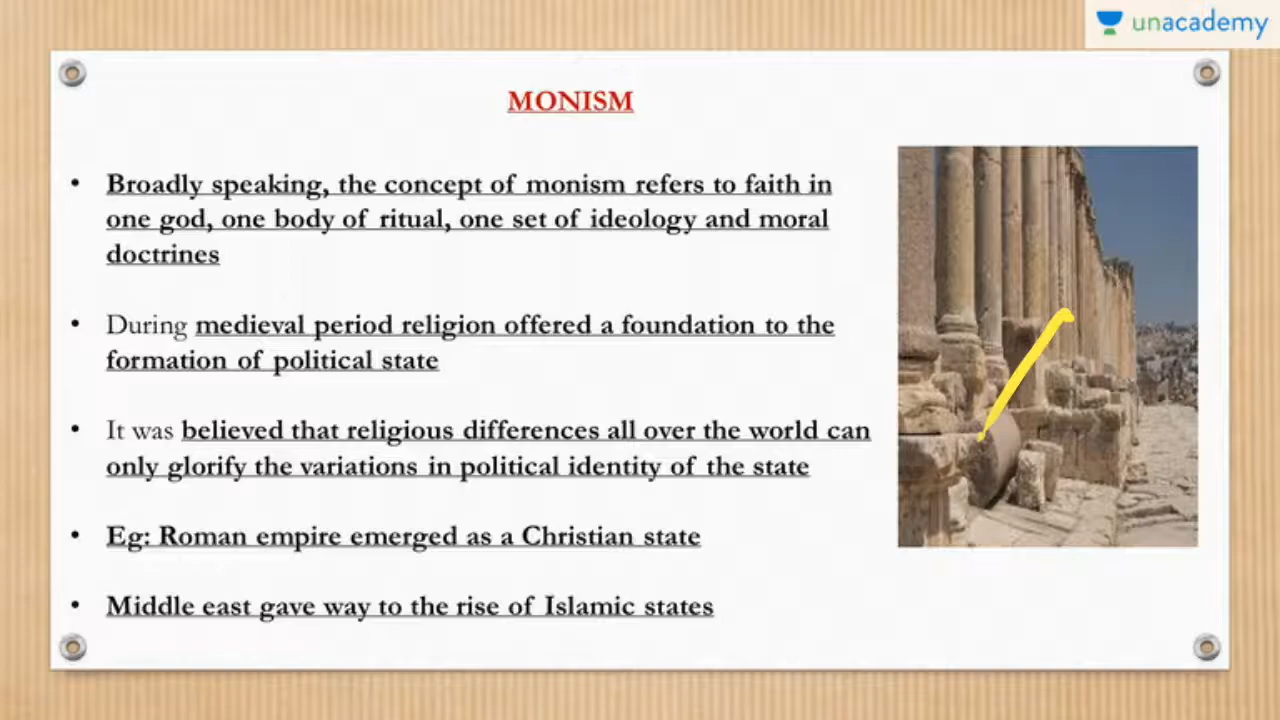 unacademy
MONISM
• Broadly speaking, the concept of monism refers to faith in
one god, one body of ritual, one set of ideology and moral
doctrines
• During medieval period religion offered a foundation to the
formation of political state
• It was believed that religious differences all over the world can
only glorify the variations in political identity of the state
• Eg: Roman empire emerged as a Christian state
• Middle east gave way to the rise of Islamic states